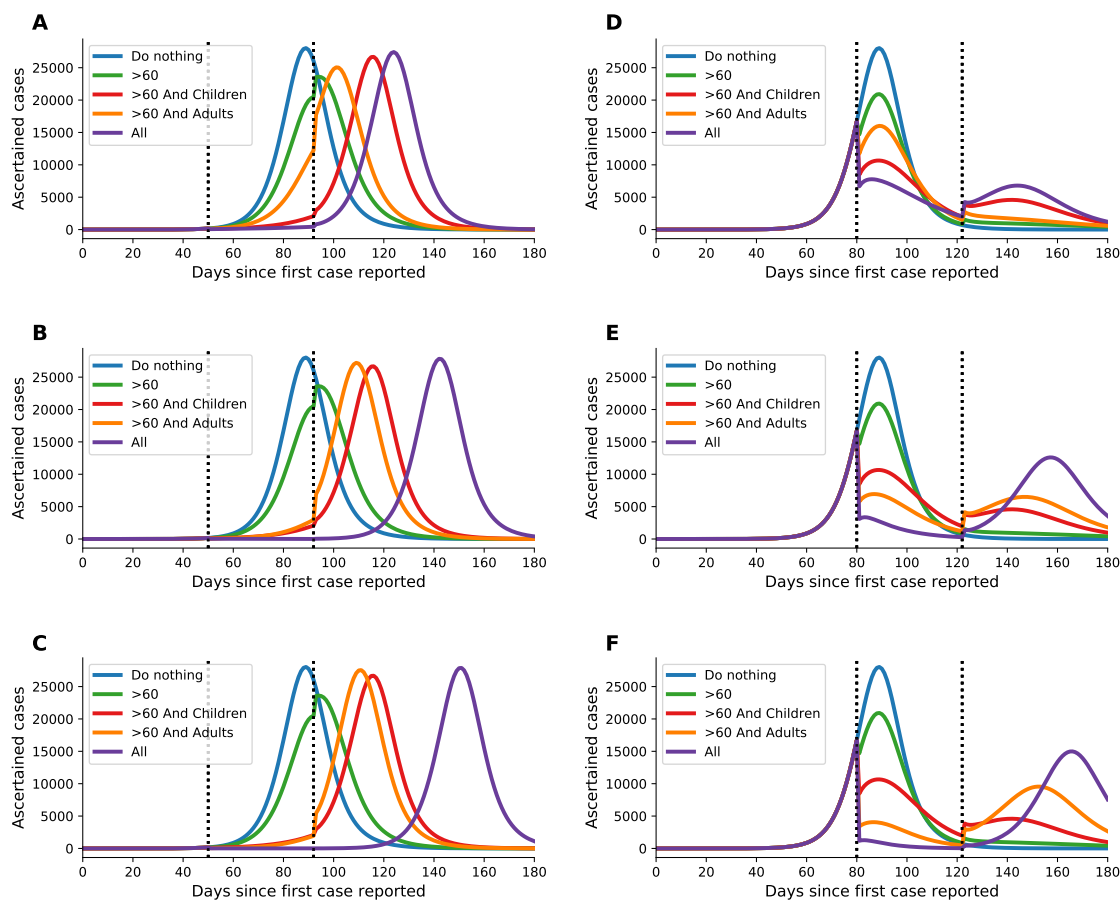 A
Ascertained cases
25000
20000
15000
10000
5000
0
Do nothing
>60
>60 And Children
>60 And Adults
All
0 20 40 60 80 100 120 140 160 180
Days since first case reported
D
Ascertained cases
25000
20000
15000
10000
5000
0
Do nothing
>60
>60 And Children
>60 And Adults
All
0 20 40 60 80 100 120 140 160 180
Days since first case reported
B
Ascertained cases
25000
20000
15000
10000
5000
0
Do nothing
>60
>60 And Children
>60 And Adults
All
0 20 40 60 80 100 120 140 160 180
Days since first case reported
E
Ascertained cases
25000
20000
15000
10000
5000
0
Do nothing
>60
>60 And Children
>60 And Adults
All
0 20 40 60 80 100 120 140 160 180
Days since first case reported
C
Ascertained cases
25000
20000
15000
10000
5000
0
Do nothing
>60
>60 And Children
>60 And Adults
All
0 20 40 60 80 100 120 140 160 180
Days since first case reported
F
Ascertained cases
25000
20000
15000
10000
5000
0
Do nothing
>60
>60 And Children
>60 And Adults
All
0 20 40 60 80 100 120 140 160 180
Days since first case reported